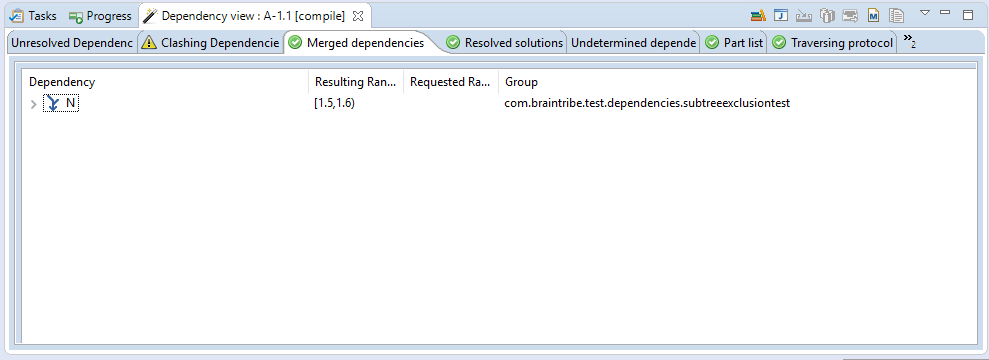 Tasks Progress Dependency view : A-1.1 [compile]
Unresolved Dependenc Clashing Dependencie Merged dependencies Resolved solutions Undetermined depende Part list Traversing protocol »2
Dependency Resulting Ran... Requested Ra... Group
N [1.5,1.6) com.braintribe.test.dependencies.subtreeexclusiontest